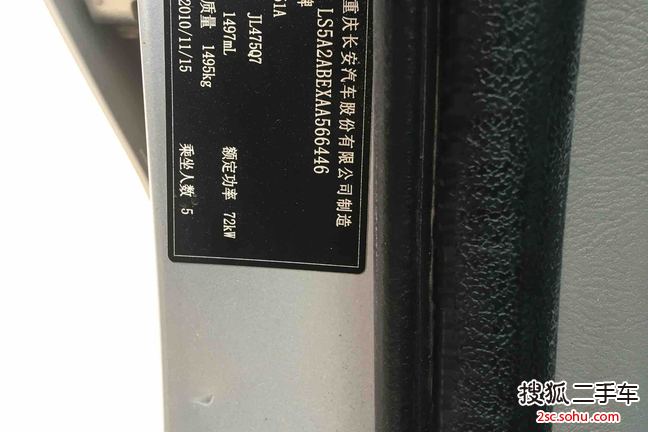 重庆长安汽车股份有限公司制造
牌
LS5A2ABEXAA566446
51A
JL475Q7
1497mL 额定功率 72kW
质量 1495kg
2010/11/15 乘坐人数 5
搜狐 二手车
2sc.sohu.com